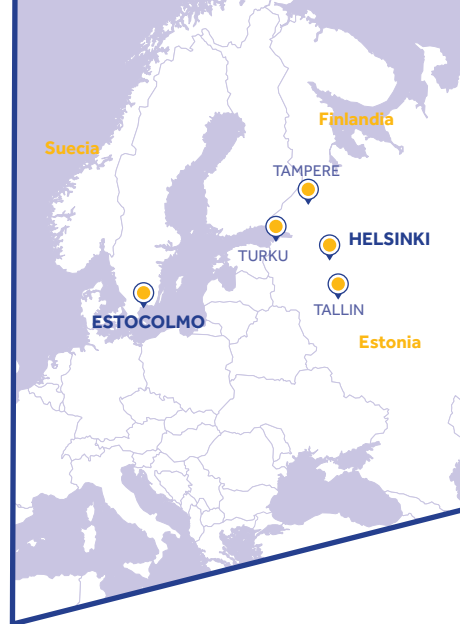 Finlandia
Suecia
TAMPERE
HELSINKI
TURKU
TALLIN
ESTOCOLMO
Estonia